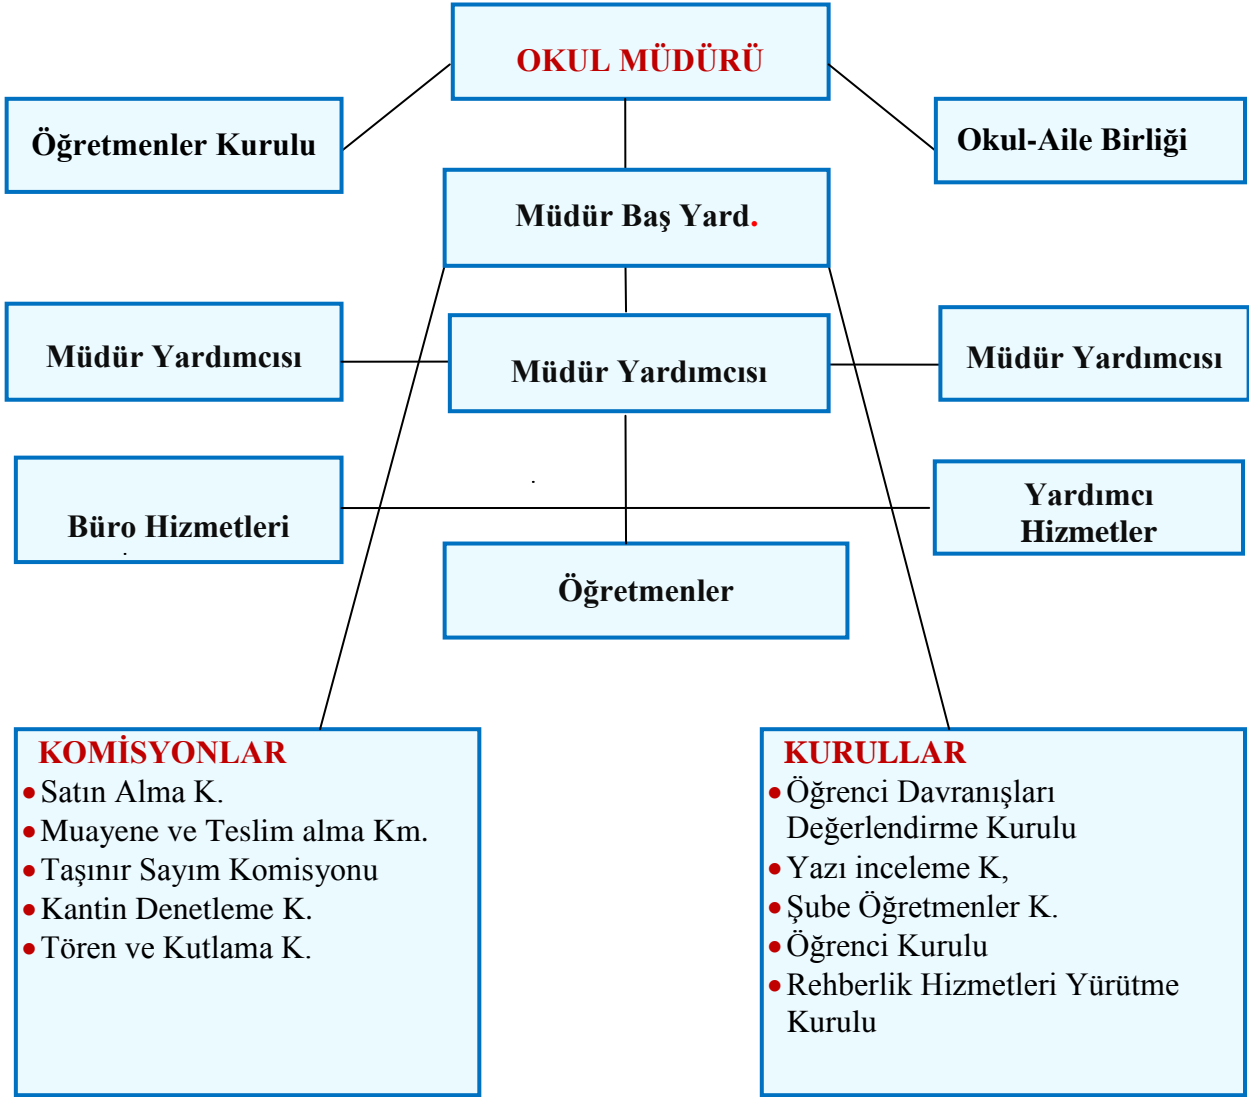 OKUL MÜDÜRÜ
Öğretmenler Kurulu
Okul-Aile Birliği
Müdür Baş Yard.
Müdür Yardımcısı
Müdür Yardımcısı
Müdür Yardımcısı
Büro Hizmetleri
Yardımcı
Hizmetler
Öğretmenler
KOMİSYONLAR
• Satın Alma K.
• Muayene ve Teslim alma Km.
• Taşınır Sayım Komisyonu
• Kantin Denetleme K.
• Tören ve Kutlama K.
KURULLAR
• Öğrenci Davranışları
Değerlendirme Kurulu
• Yazı inceleme K,
• Şube Öğretmenler K.
• Öğrenci Kurulu
• Rehberlik Hizmetleri Yürütme
Kurulu